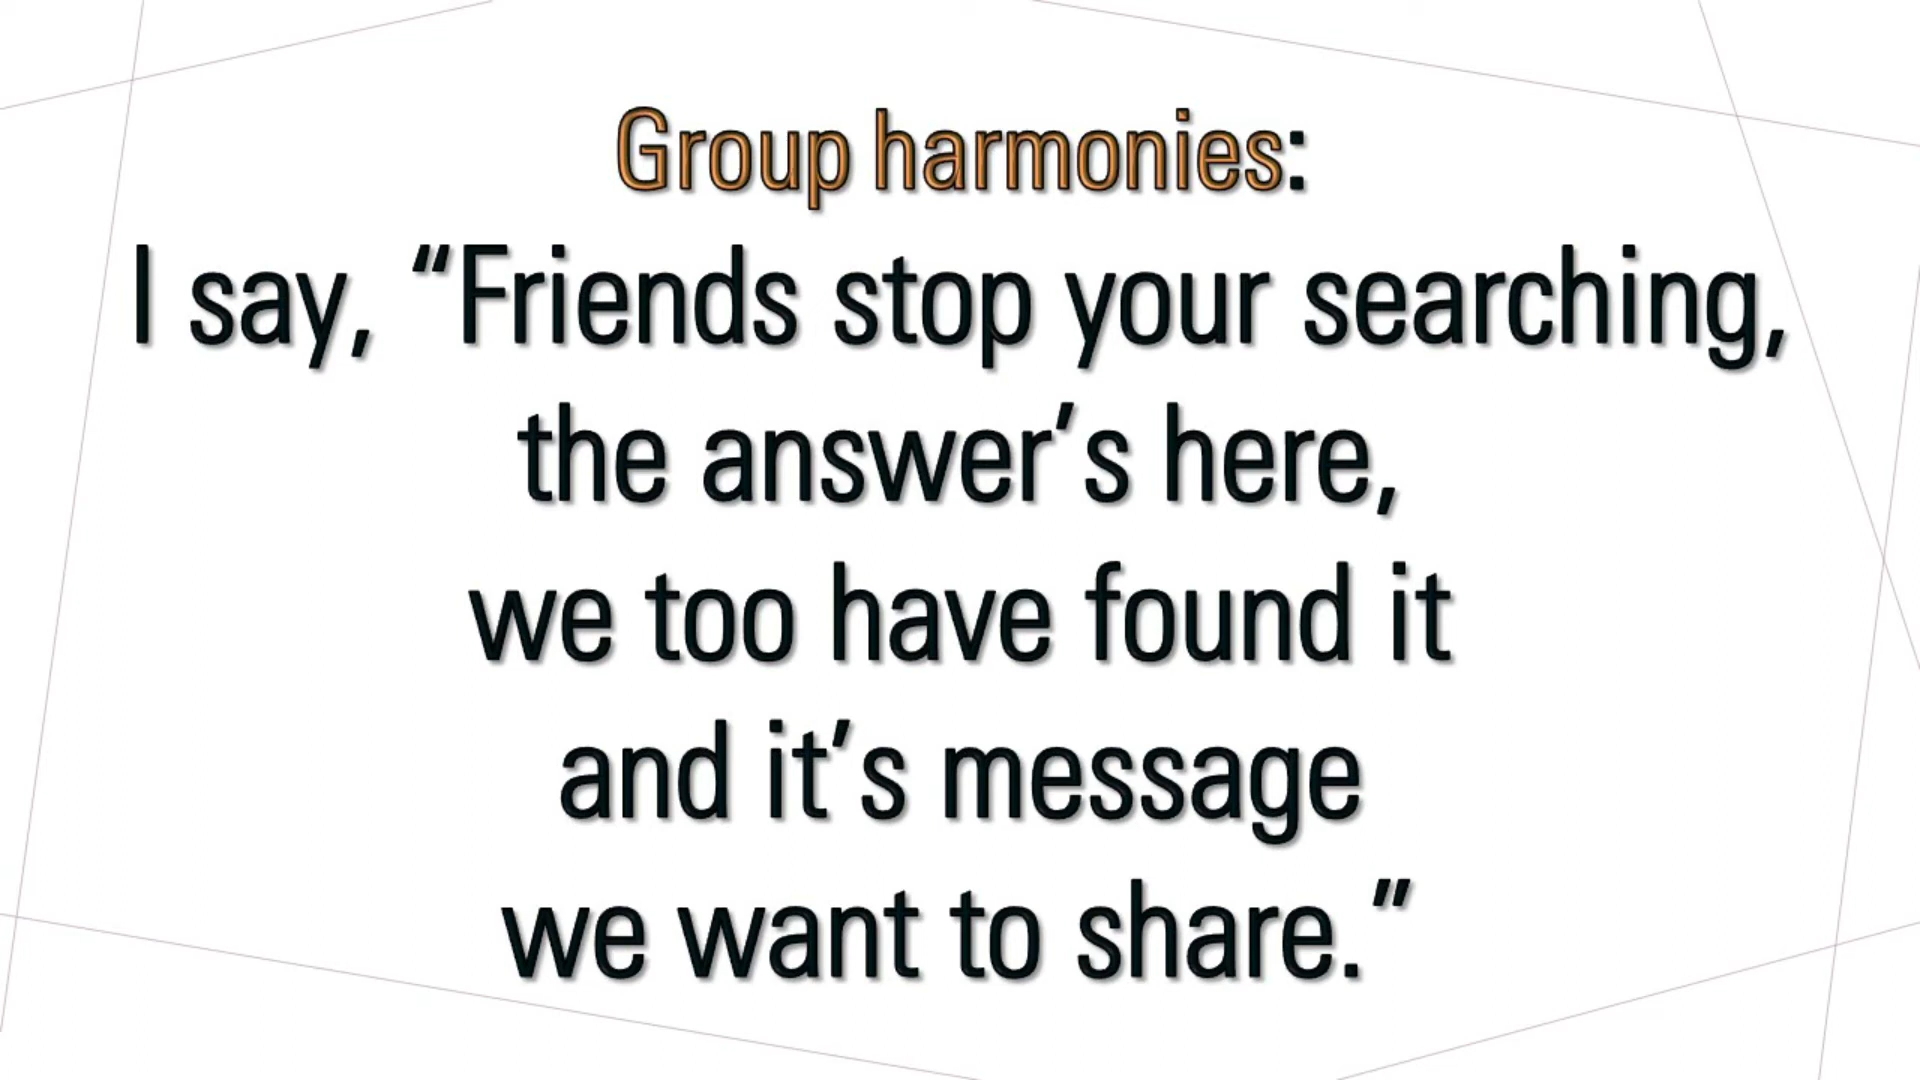 Group harmonies:
I say, “Friends stop your searching,
the answer’s here,
we too have found it
and it’s message
we want to share.”